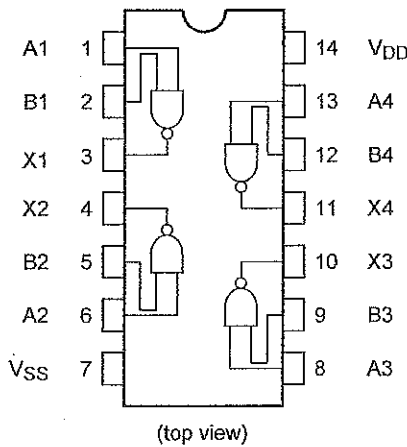 A1 1 14 VDD
B1 2 13 A4
X1 3 12 B4
X2 4 11 X4
B2 5 10 X3
A2 6 9 B3
VSS 7 8 A3
(top view)